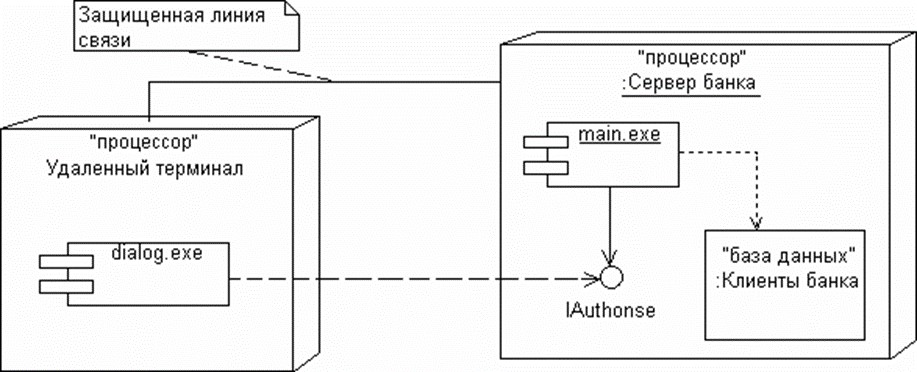 Защищенная линия
связи
"процессор"
:Сервер банка
main.exe
"процессор"
Удаленный терминал
dialog.exe
"база данных"
:Клиенты банка
IAuthonse